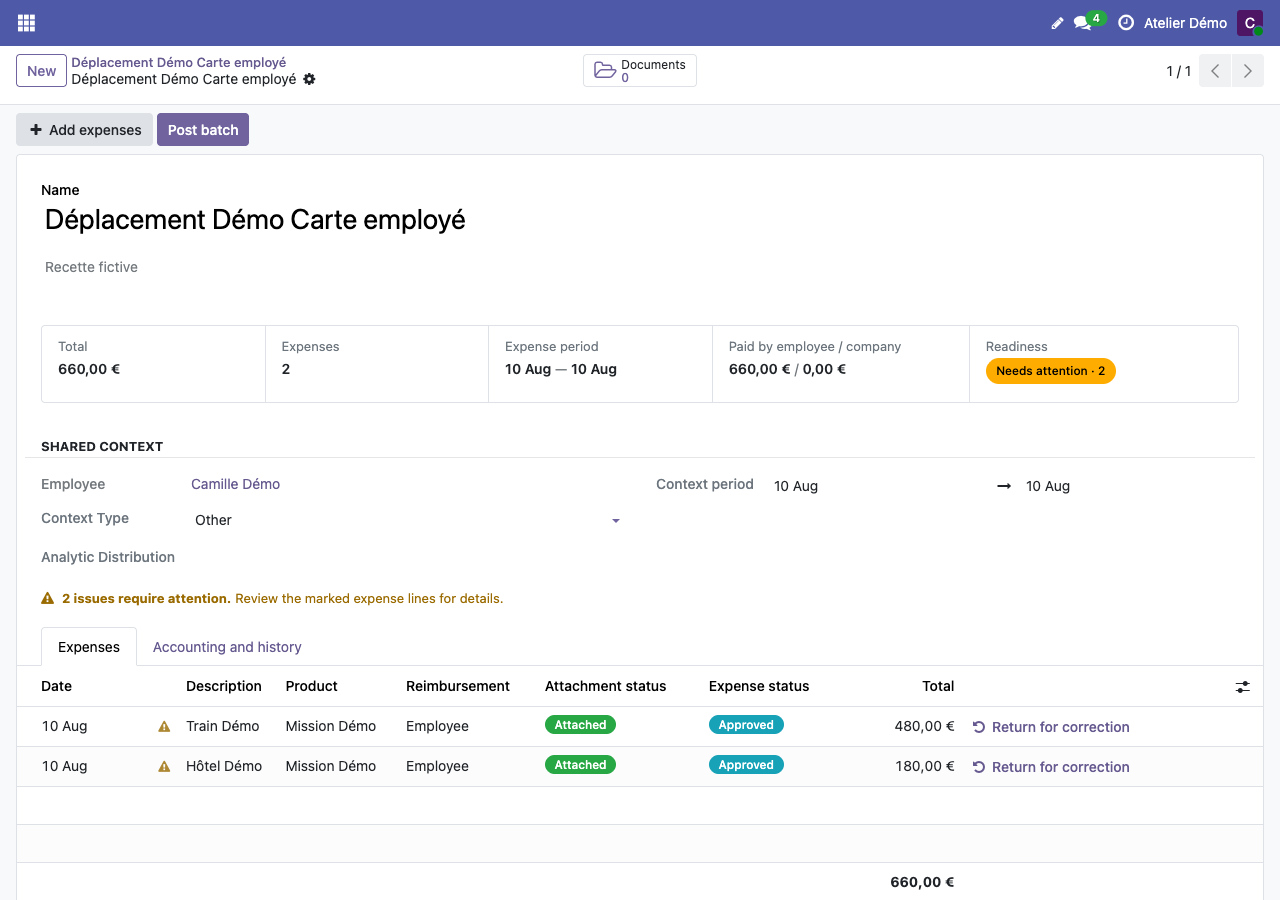 4
Atelier Démo
C
New
Déplacement Démo Carte employé
Déplacement Démo Carte employé
Documents
0
1 / 1
Add expenses
Post batch
Name
Déplacement Démo Carte employé
Recette fictive
Total
660,00 €
Expenses
2
Expense period
10 Aug — 10 Aug
Paid by employee / company
660,00 € / 0,00 €
Readiness
Needs attention · 2
SHARED CONTEXT
Employee
Camille Démo
Context period
10 Aug → 10 Aug
Context Type
Other
Analytic Distribution
2 issues require attention. Review the marked expense lines for details.
Expenses
Accounting and history
Date Description Product Reimbursement Attachment status Expense status Total
10 Aug Train Démo Mission Démo Employee Attached Approved 480,00 € Return for correction
10 Aug Hôtel Démo Mission Démo Employee Attached Approved 180,00 € Return for correction
660,00 €